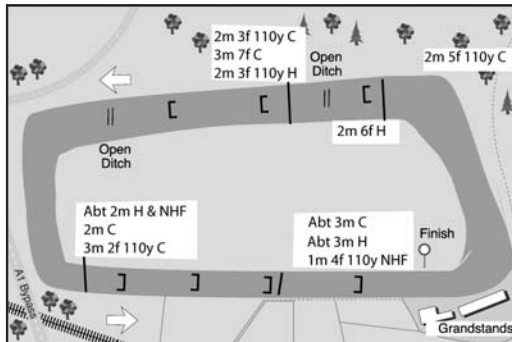 2m 3f 110y C
3m 7f C
2m 3f 110y H
Open
Ditch
2m 5f 110y C
2m 6f H
Open
Ditch
Abt 2m H & NHF
2m C
3m 2f 110y C
Abt 3m C
Abt 3m H
1m 4f 110y NHF
Finish
A1 Bypass
Grandstands